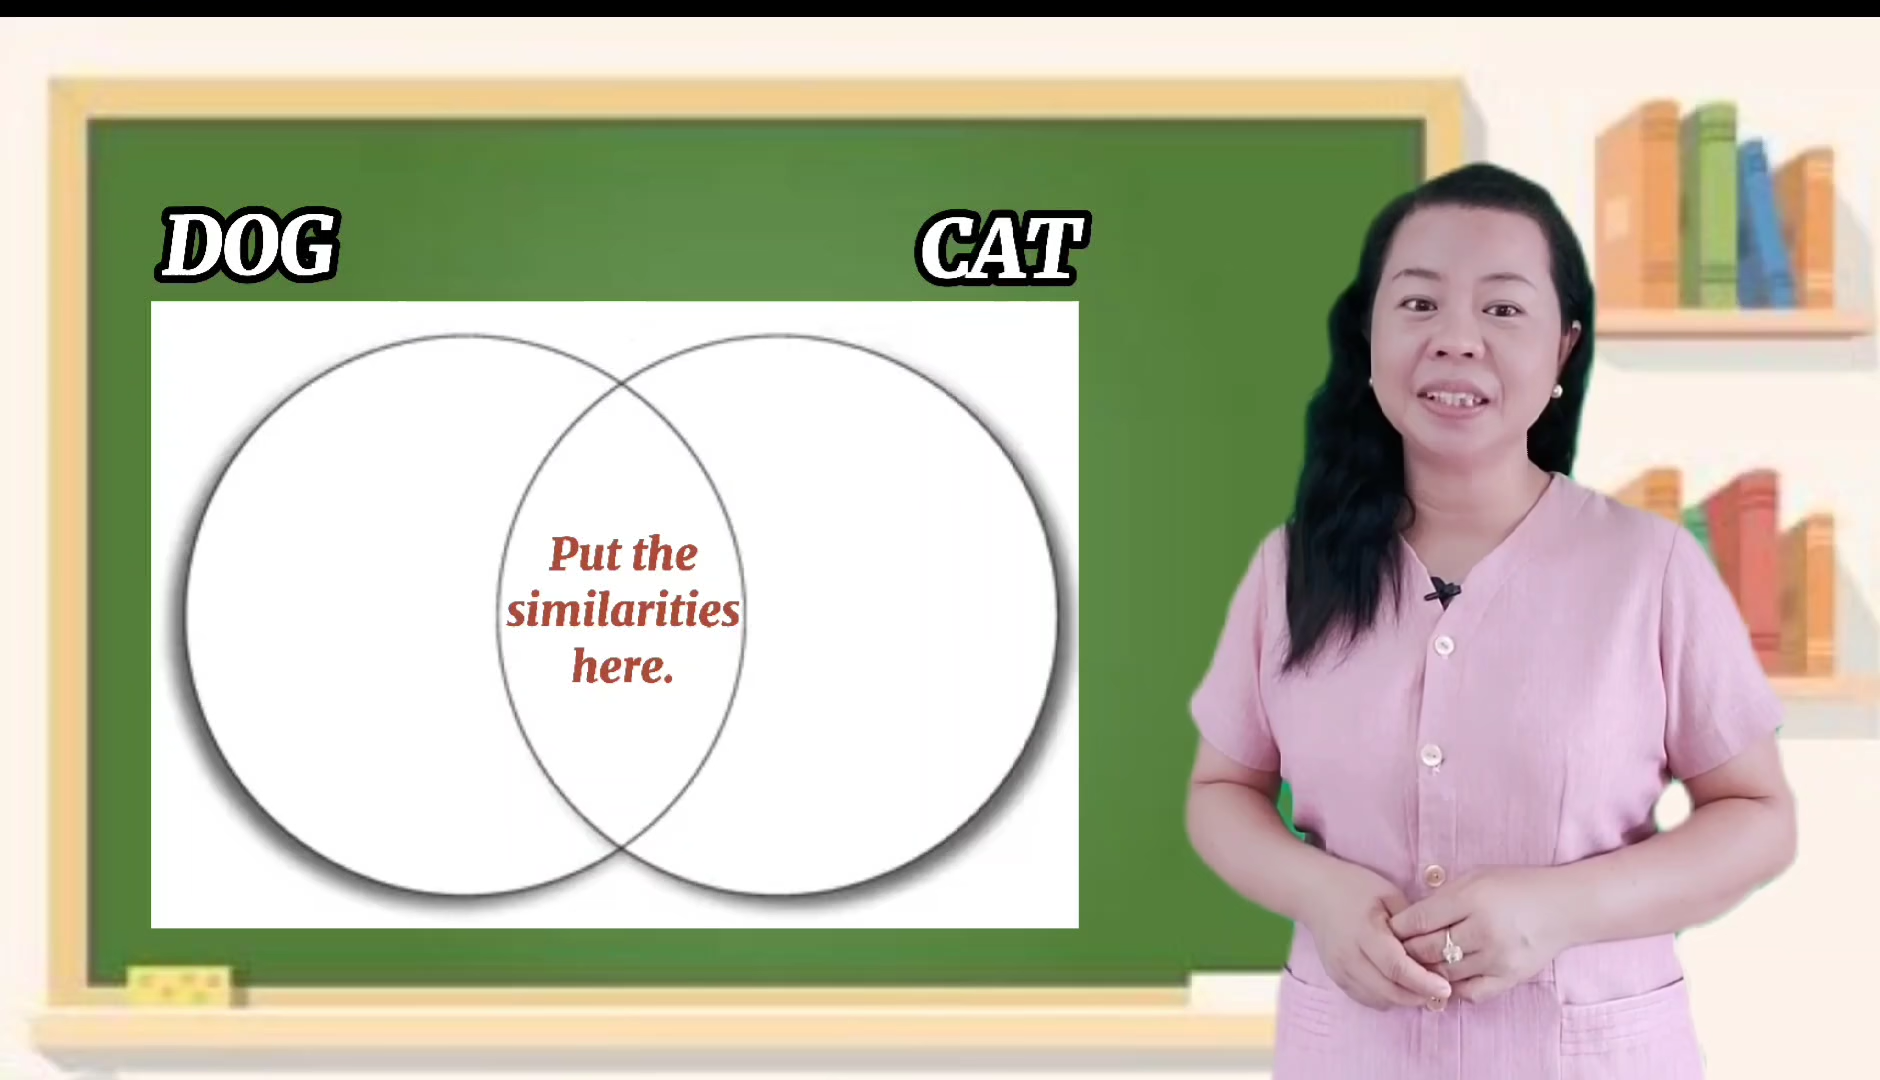 DOG
CAT
Put the
similarities
here.